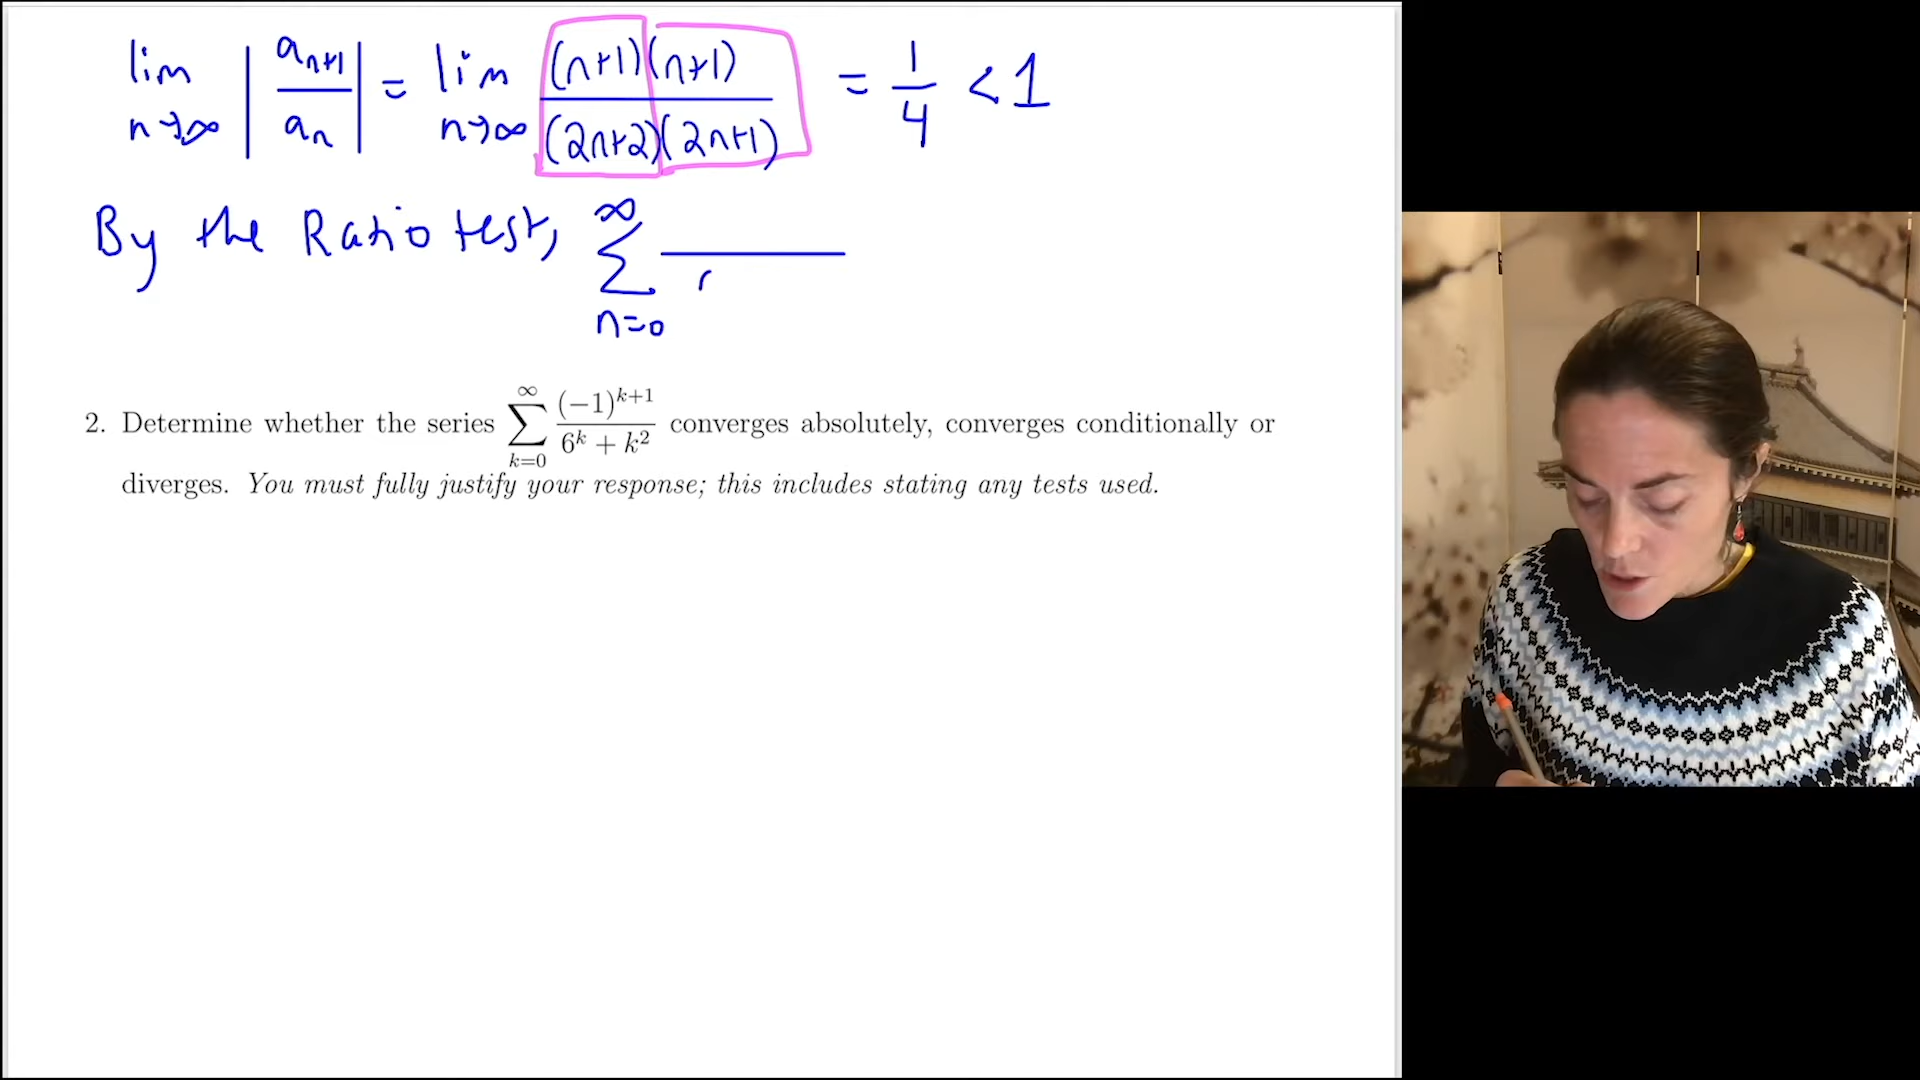 lim n→∞ | a_{n+1} / a_n | = lim n→∞ (n+1)(n+1) / (2n+2)(2n+1) = 1/4 < 1
By the Ratio test, ∑_{n=0}^{∞} ___ (
2. Determine whether the series ∑_{k=0}^{∞} (−1)^{k+1} / (6^k + k^2) converges absolutely, converges conditionally or
diverges. You must fully justify your response; this includes stating any tests used.